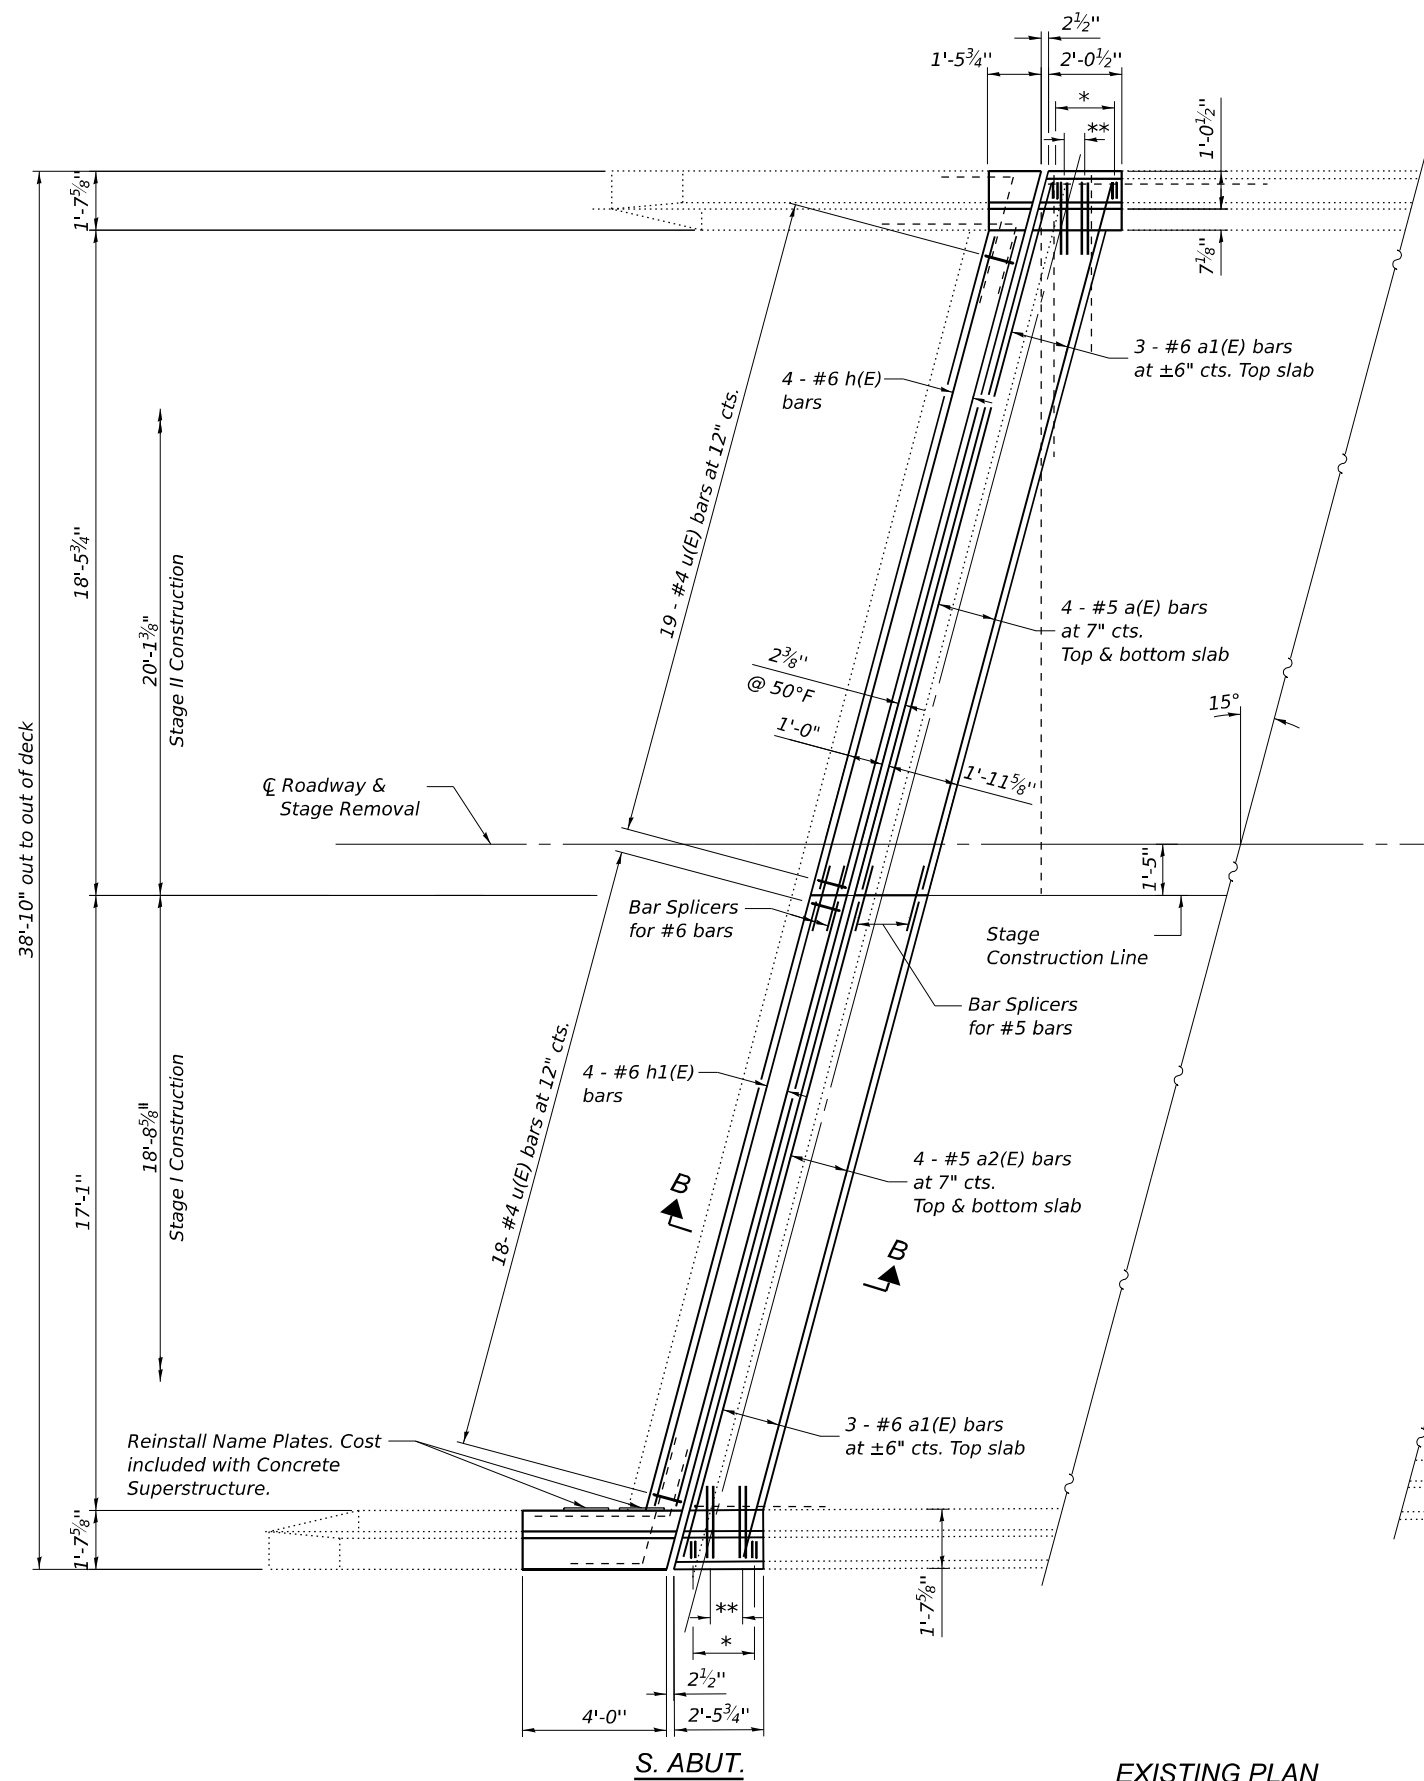 2½"
1'-5¾" 2'-0½"
*
**
1'-0½"
1'-7⅝"
7⅛"
3 - #6 a1(E) bars
at ±6" cts. Top slab
4 - #6 h(E)
bars
19 - #4 u(E) bars at 12" cts.
18'-5¾"
20'-1⅜"
Stage II Construction
4 - #5 a(E) bars
at 7" cts.
Top & bottom slab
2⅜"
@ 50°F
15°
1'-0"
1'-11⅝"
38'-10" out to out of deck
℄ Roadway &
Stage Removal
1'-5"
Bar Splicers
for #6 bars
Stage
Construction Line
Bar Splicers
for #5 bars
4 - #6 h1(E)
bars
18- #4 u(E) bars at 12" cts.
17'-1"
18'-8⅝"
Stage I Construction
4 - #5 a2(E) bars
at 7" cts.
Top & bottom slab
B
B
3 - #6 a1(E) bars
at ±6" cts. Top slab
Reinstall Name Plates. Cost
included with Concrete
Superstructure.
1'-7⅝"
1'-7⅝"
**
*
2½"
4'-0" 2'-5¾"
S. ABUT.
EXISTING PLAN